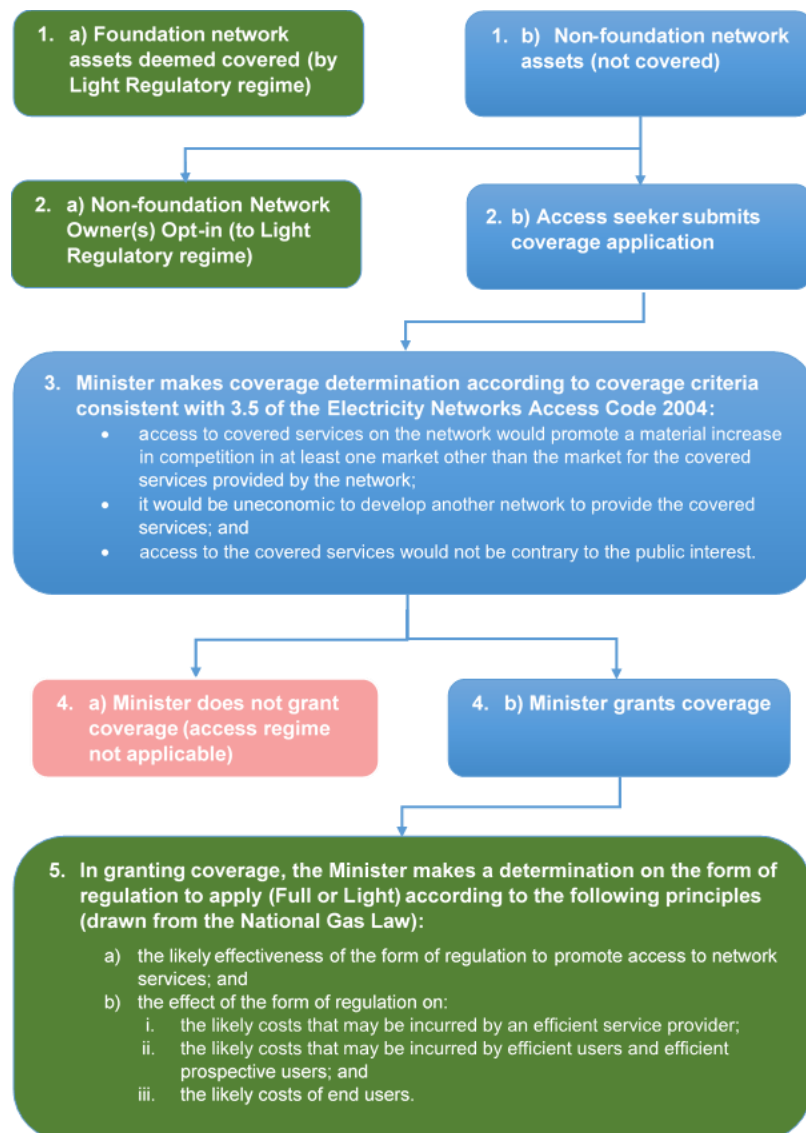 1. a) Foundation network
assets deemed covered (by
Light Regulatory regime)
1. b) Non-foundation network
assets (not covered)
2. a) Non-foundation Network
Owner(s) Opt-in (to Light
Regulatory regime)
2. b) Access seeker submits
coverage application
3. Minister makes coverage determination according to coverage criteria
consistent with 3.5 of the Electricity Networks Access Code 2004:
• access to covered services on the network would promote a material increase
in competition in at least one market other than the market for the covered
services provided by the network;
• it would be uneconomic to develop another network to provide the covered
services; and
• access to the covered services would not be contrary to the public interest.
4. a) Minister does not grant
coverage (access regime
not applicable)
4. b) Minister grants coverage
5. In granting coverage, the Minister makes a determination on the form of
regulation to apply (Full or Light) according to the following principles
(drawn from the National Gas Law):
a) the likely effectiveness of the form of regulation to promote access to network
services; and
b) the effect of the form of regulation on:
i. the likely costs that may be incurred by an efficient service provider;
ii. the likely costs that may be incurred by efficient users and efficient
prospective users; and
iii. the likely costs of end users.